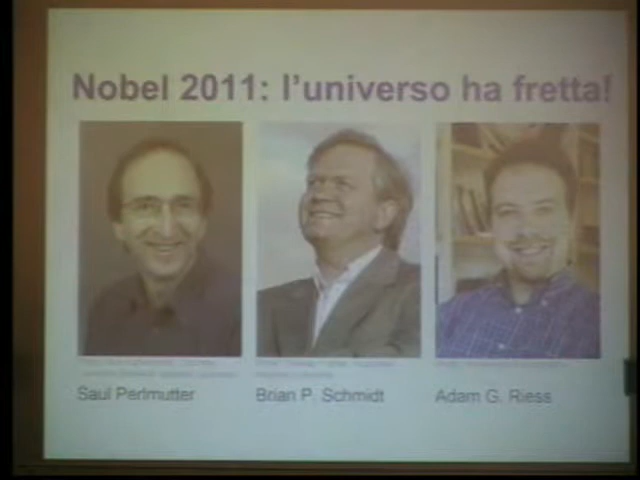 Nobel 2011: l'universo ha fretta!
Saul Perlmutter
Brian P. Schmidt
Adam G. Riess